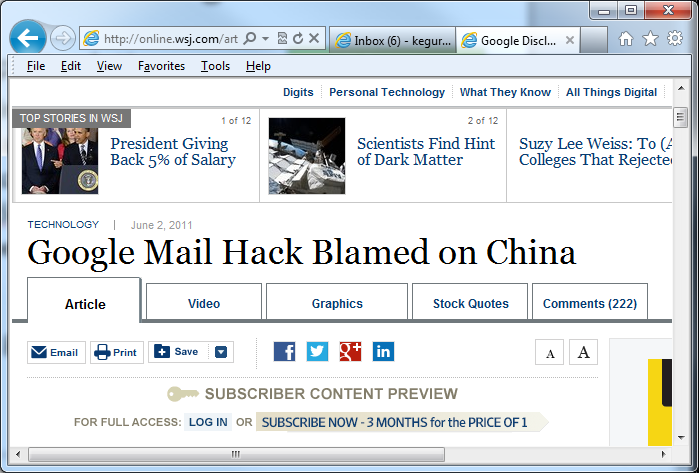 http://online.wsj.com/art
Inbox (6) - kegur...
Google Discl...
File Edit View Favorites Tools Help
Digits Personal Technology What They Know All Things Digital
TOP STORIES IN WSJ
1 of 12
President Giving
Back 5% of Salary
2 of 12
Scientists Find Hint
of Dark Matter
Suzy Lee Weiss: To (A
Colleges That Rejected
TECHNOLOGY | June 2, 2011
Google Mail Hack Blamed on China
Article Video Graphics Stock Quotes Comments (222)
Email Print Save f g+1 in A A
SUBSCRIBER CONTENT PREVIEW
FOR FULL ACCESS: LOG IN OR SUBSCRIBE NOW - 3 MONTHS for the PRICE OF 1